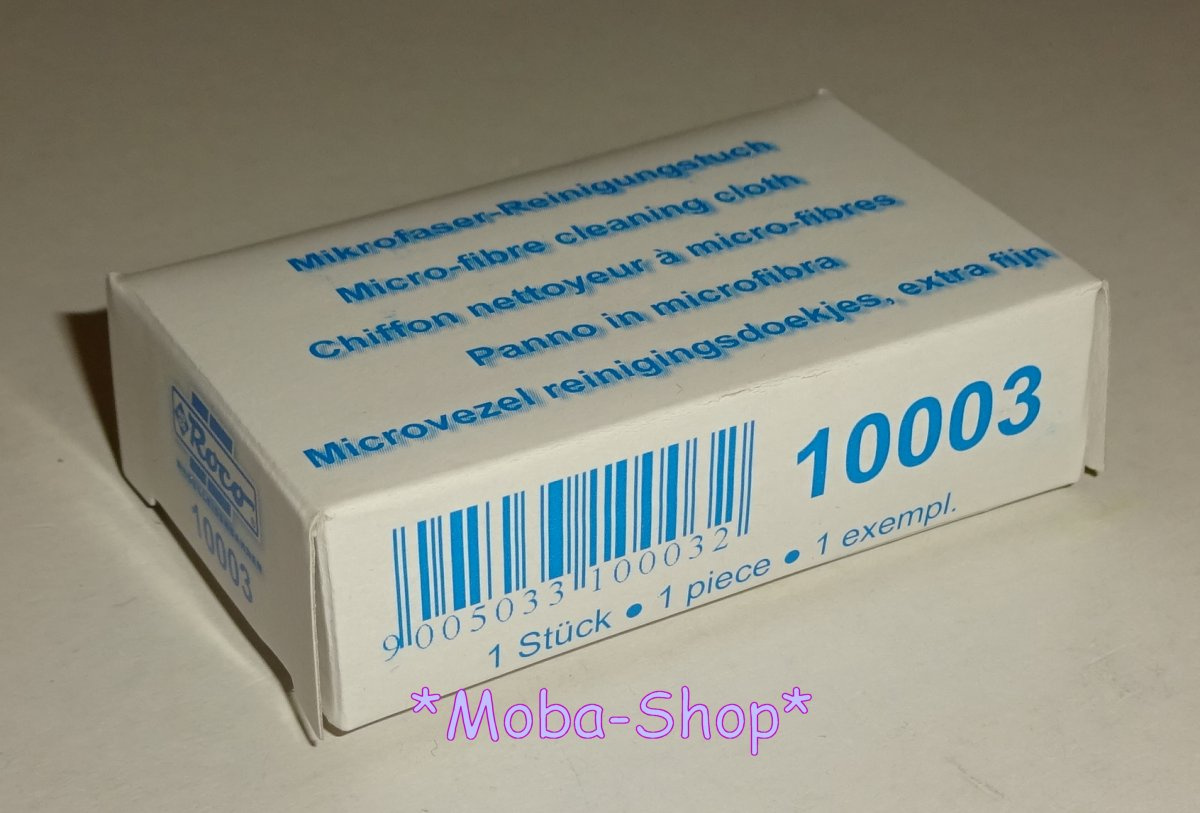 Mikrofaser-Reinigungstuch
Micro-fibre cleaning cloth
Chiffon nettoyeur à micro-fibres
Panno in microfibra
Microvezel reinigingsdoekjes, extra fijn
Roco
10003
10003
9 005033 100032
1 Stück • 1 piece • 1 exempl.
*Moba-Shop*